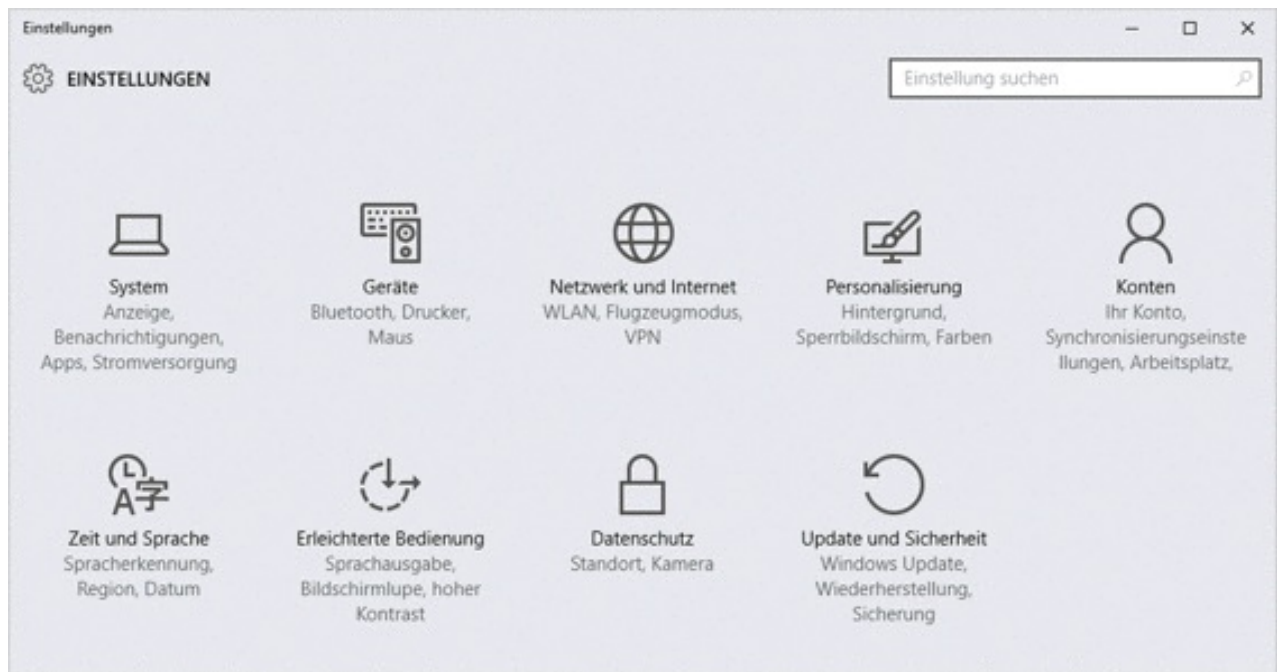 Einstellungen
EINSTELLUNGEN
Einstellung suchen
System
Anzeige,
Benachrichtigungen,
Apps, Stromversorgung
Geräte
Bluetooth, Drucker,
Maus
Netzwerk und Internet
WLAN, Flugzeugmodus,
VPN
Personalisierung
Hintergrund,
Sperrbildschirm, Farben
Konten
Ihr Konto,
Synchronisierungseinste
llungen, Arbeitsplatz,
Zeit und Sprache
Spracherkennung,
Region, Datum
Erleichterte Bedienung
Sprachausgabe,
Bildschirmlupe, hoher
Kontrast
Datenschutz
Standort, Kamera
Update und Sicherheit
Windows Update,
Wiederherstellung,
Sicherung